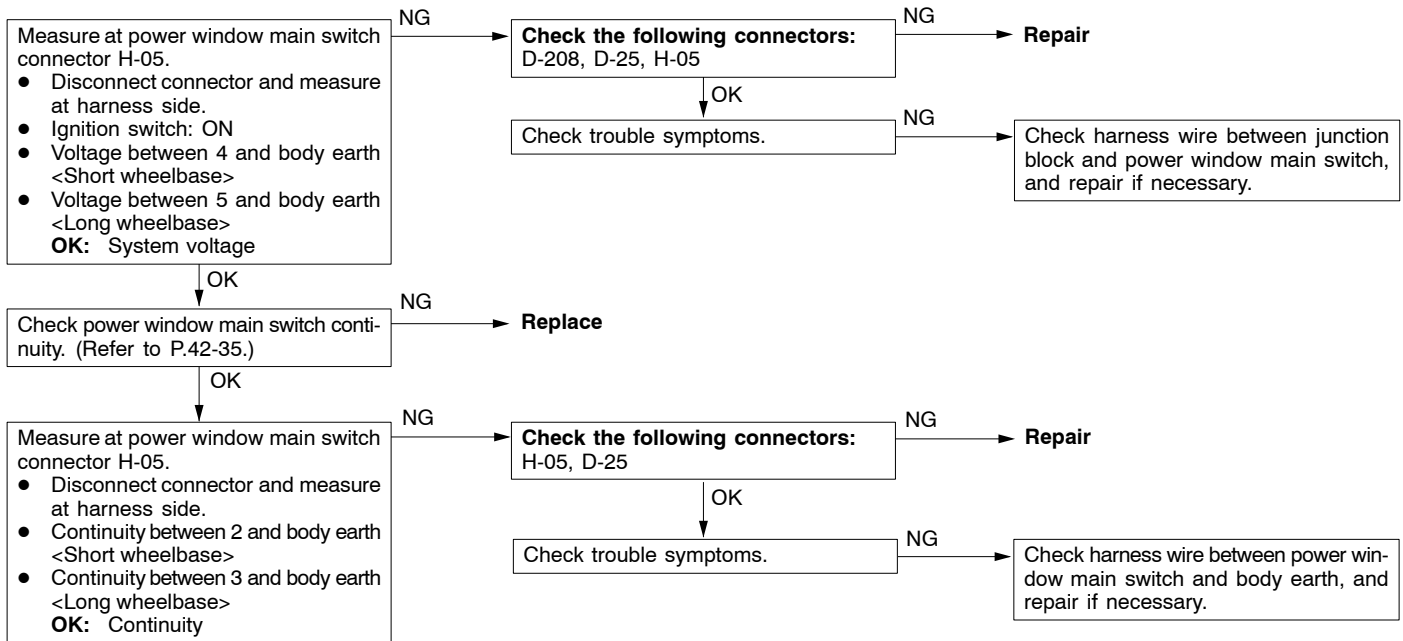 Measure at power window main switch
connector H-05.
● Disconnect connector and measure
at harness side.
● Ignition switch: ON
● Voltage between 4 and body earth
<Short wheelbase>
● Voltage between 5 and body earth
<Long wheelbase>
OK: System voltage
NG
Check the following connectors:
D-208, D-25, H-05
NG
Repair
OK
Check trouble symptoms.
NG
Check harness wire between junction
block and power window main switch,
and repair if necessary.
OK
Check power window main switch conti-
nuity. (Refer to P.42-35.)
NG
Replace
OK
Measure at power window main switch
connector H-05.
● Disconnect connector and measure
at harness side.
● Continuity between 2 and body earth
<Short wheelbase>
● Continuity between 3 and body earth
<Long wheelbase>
OK: Continuity
NG
Check the following connectors:
H-05, D-25
NG
Repair
OK
Check trouble symptoms.
NG
Check harness wire between power win-
dow main switch and body earth, and
repair if necessary.